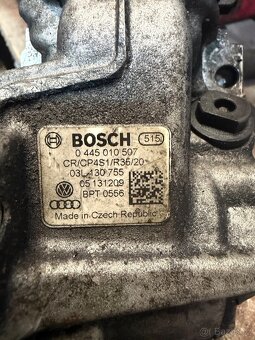 BOSCH 515
0 445 010 507
CR/CP4S1/R35/20
03L 130 755
05131209
BPT 0556
Made in Czech Republic